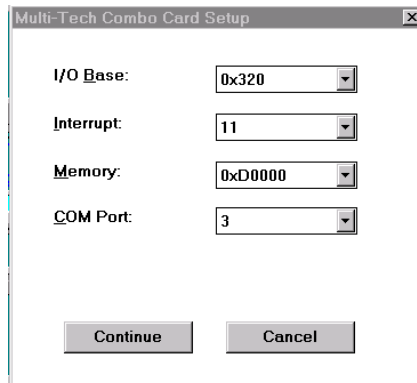 Multi-Tech Combo Card Setup
I/O Base: 0x320
Interrupt: 11
Memory: 0xD0000
COM Port: 3
Continue Cancel